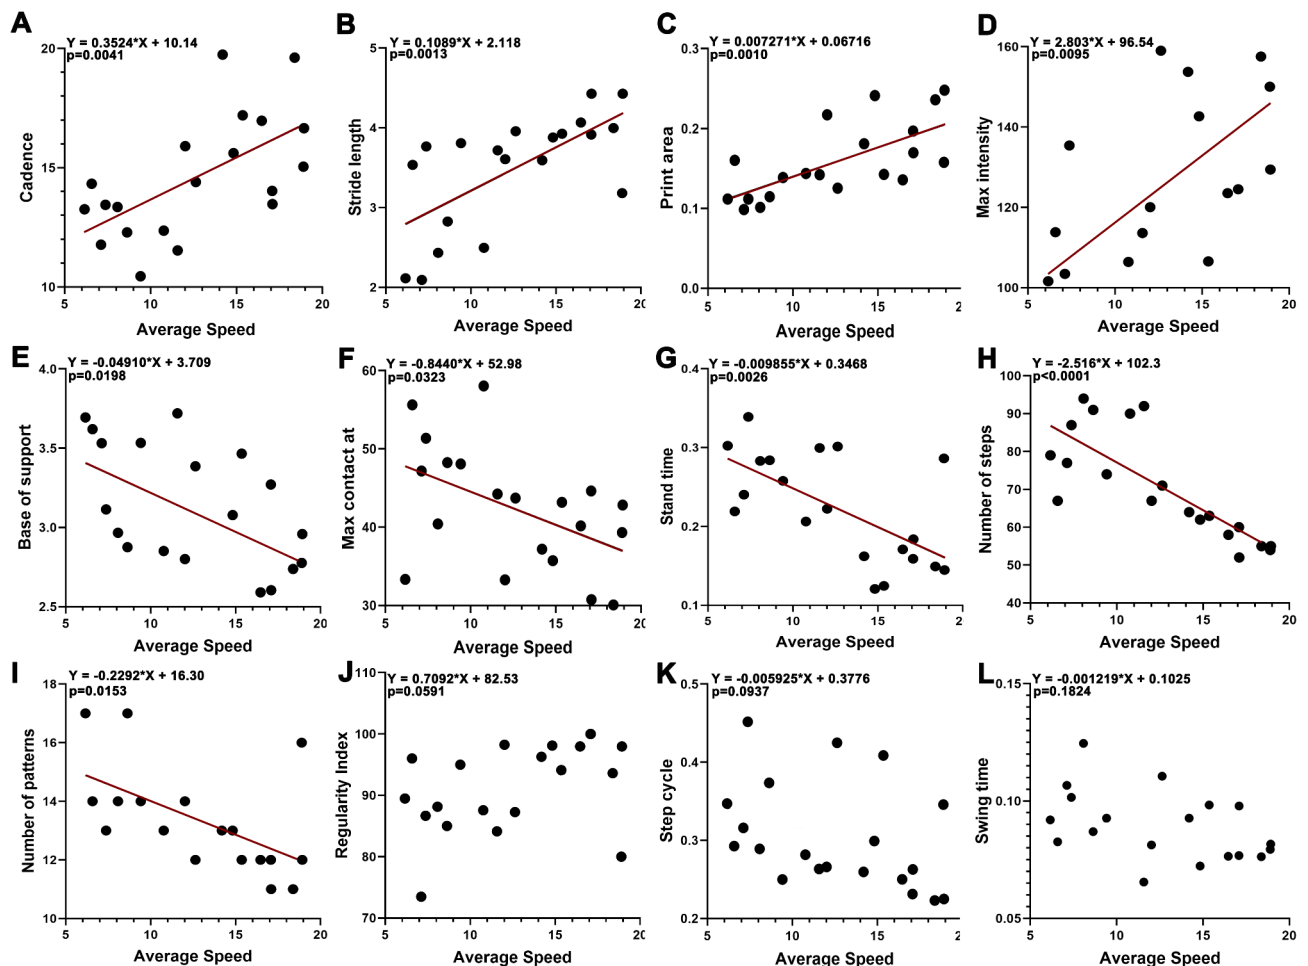 A
Y = 0.3524*X + 10.14
p=0.0041
20
15
10
Cadence
5 10 15 20
Average Speed
B
Y = 0.1089*X + 2.118
p=0.0013
5
4
3
2
Stride length
5 10 15 2
Average Speed
C
Y = 0.007271*X + 0.06716
p=0.0010
0.3
0.2
0.1
0.0
Print area
5 10 15 2
Average Speed
D
Y = 2.803*X + 96.54
p=0.0095
160
140
120
100
Max intensity
5 10 15 20
Average Speed
E
Y = -0.04910*X + 3.709
p=0.0198
4.0
3.5
3.0
2.5
Base of support
5 10 15 20
Average Speed
F
Y = -0.8440*X + 52.98
p=0.0323
60
50
40
30
Max contact at
5 10 15 2
Average Speed
G
Y = -0.009855*X + 0.3468
p=0.0026
0.4
0.3
0.2
0.1
Stand time
5 10 15 20
Average Speed
H
Y = -2.516*X + 102.3
p<0.0001
100
90
80
70
60
50
40
Number of steps
5 10 15 20
Average Speed
I
Y = -0.2292*X + 16.30
p=0.0153
18
16
14
12
10
Number of patterns
5 10 15 20
Average Speed
J
Y = 0.7092*X + 82.53
p=0.0591
110
100
90
80
70
Regularity Index
5 10 15 2
Average Speed
K
Y = -0.005925*X + 0.3776
p=0.0937
0.5
0.4
0.3
0.2
Step cycle
5 10 15 2
Average Speed
L
Y = -0.001219*X + 0.1025
p=0.1824
0.15
0.10
0.05
Swing time
5 10 15 20
Average Speed